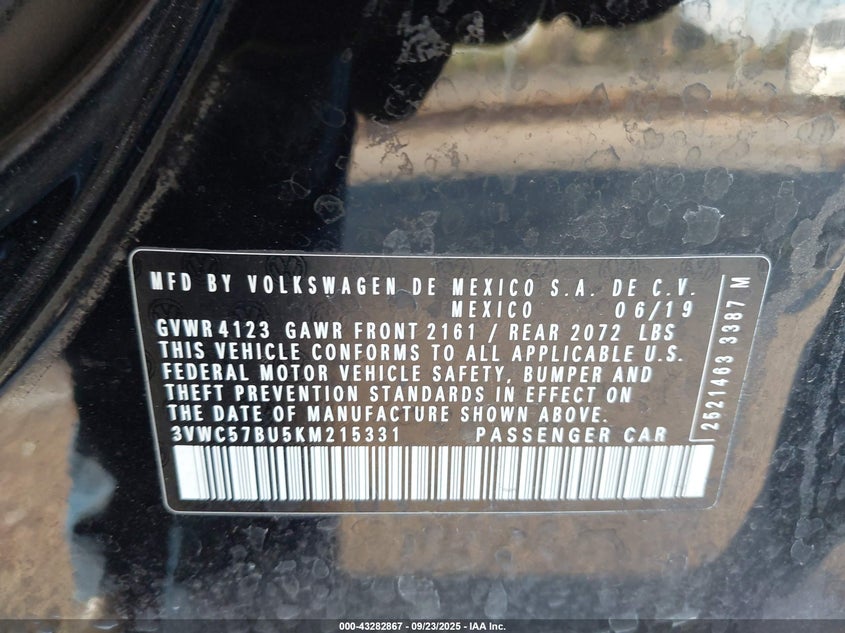 MFD BY VOLKSWAGEN DE MEXICO S.A. DE C.V.
MEXICO 06/19
GVWR 4123 GAWR FRONT 2161 / REAR 2072 LBS
THIS VEHICLE CONFORMS TO ALL APPLICABLE U.S.
FEDERAL MOTOR VEHICLE SAFETY, BUMPER AND
THEFT PREVENTION STANDARDS IN EFFECT ON
THE DATE OF MANUFACTURE SHOWN ABOVE.
3VWC57BU5KM215331 PASSENGER CAR
2521463 3387 M
000-43282867 - 09/23/2025 - IAA Inc.